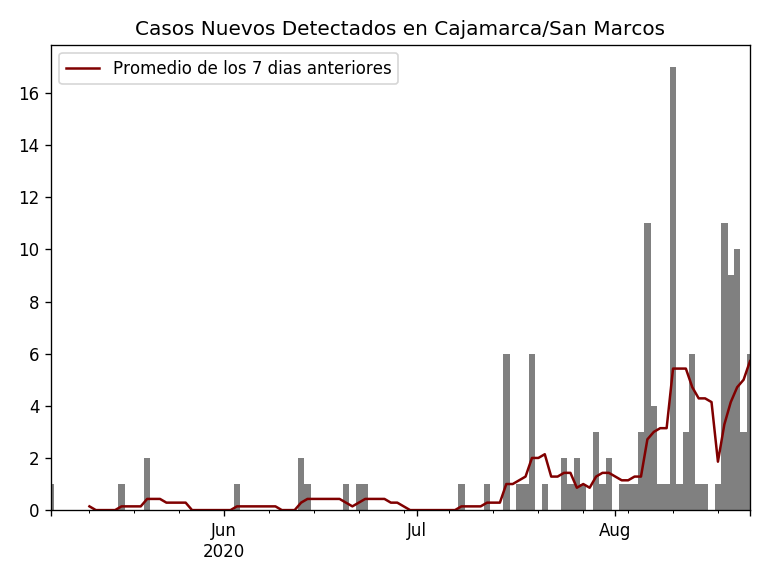 Casos Nuevos Detectados en Cajamarca/San Marcos
Promedio de los 7 dias anteriores
16
14
12
10
8
6
4
2
0
Jun
2020
Jul
Aug